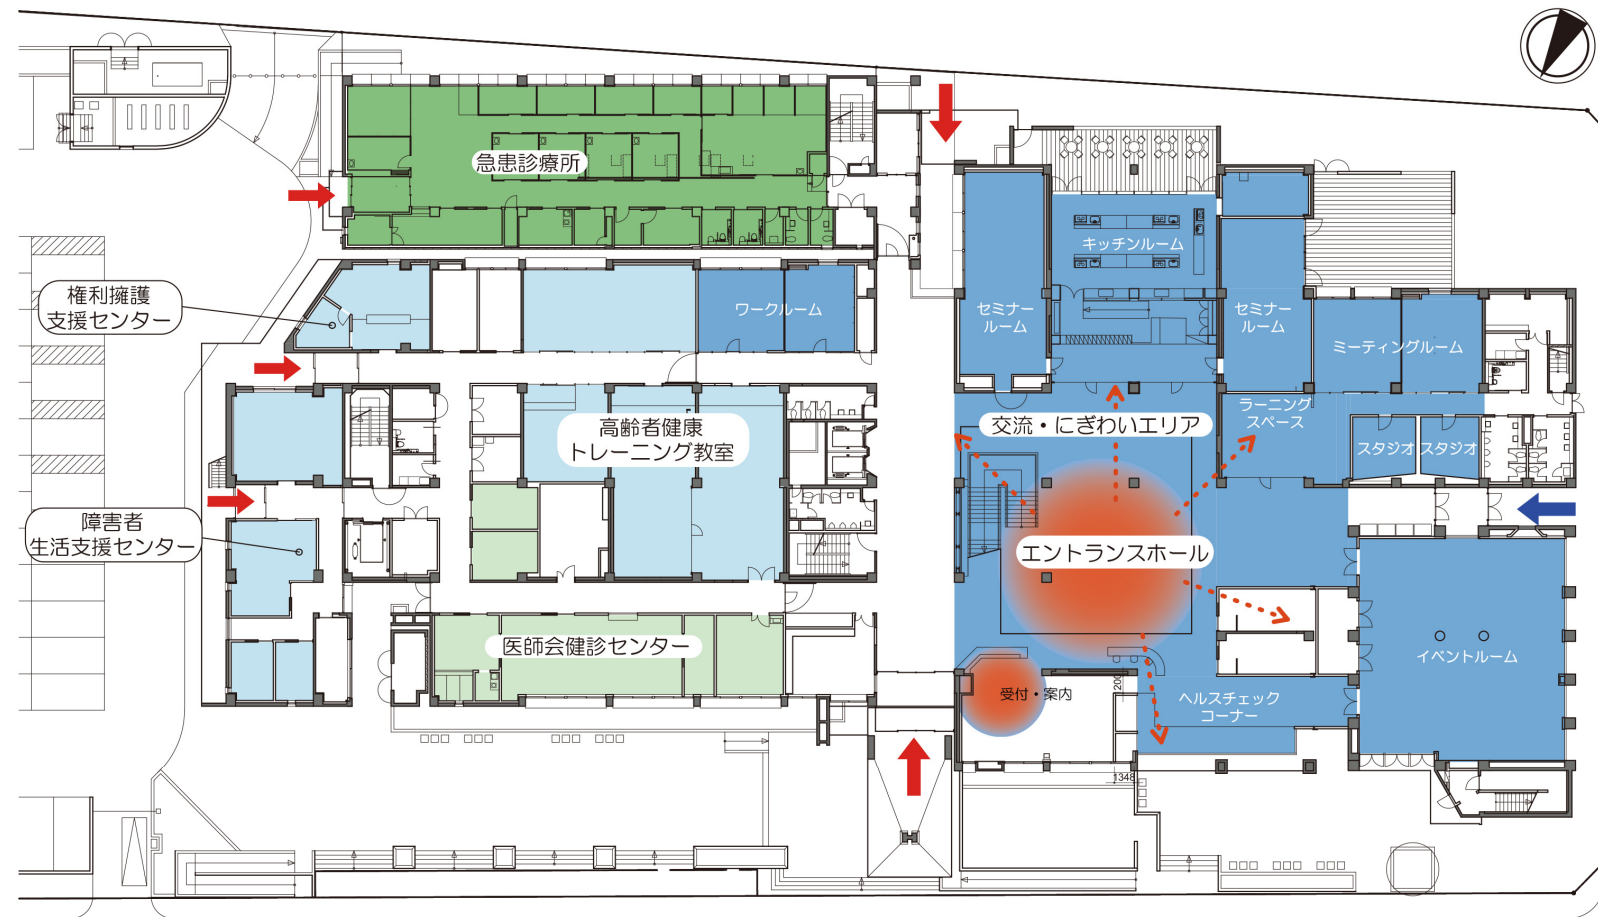 急患診療所
キッチンルーム
権利擁護
支援センター
ワークルーム
セミナー
ルーム
セミナー
ルーム
ミーティングルーム
高齢者健康
トレーニング教室
交流・にぎわいエリア
ラーニング
スペース
スタジオ
スタジオ
障害者
生活支援センター
エントランスホール
医師会健診センター
イベントルーム
受付・案内
200
ヘルスチェック
コーナー
1348